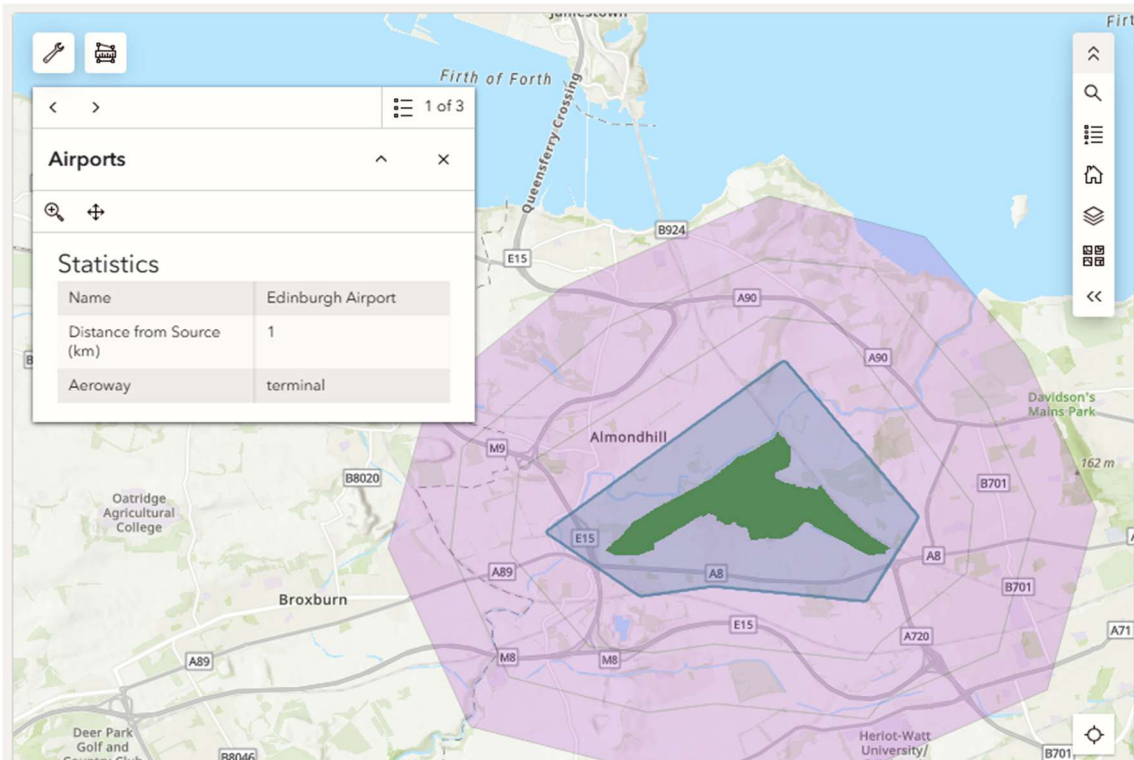 Jamestown
Firt
Firth of Forth
1 of 3
Queensferry Crossing
Airports
B924
E15
Statistics
Name Edinburgh Airport
A90
Distance from Source
(km) 1
A90
Aeroway terminal
Davidson's
Mains Park
Almondhill
M9
162 m
B8020
B701
Oatridge
Agricultural
College
E15
A8
A89
A8
B701
Broxburn
E15
A720
A71
A89
M8
M8
Deer Park
Golf and
Country Club
Heriot-Watt
University/
B8046
B701